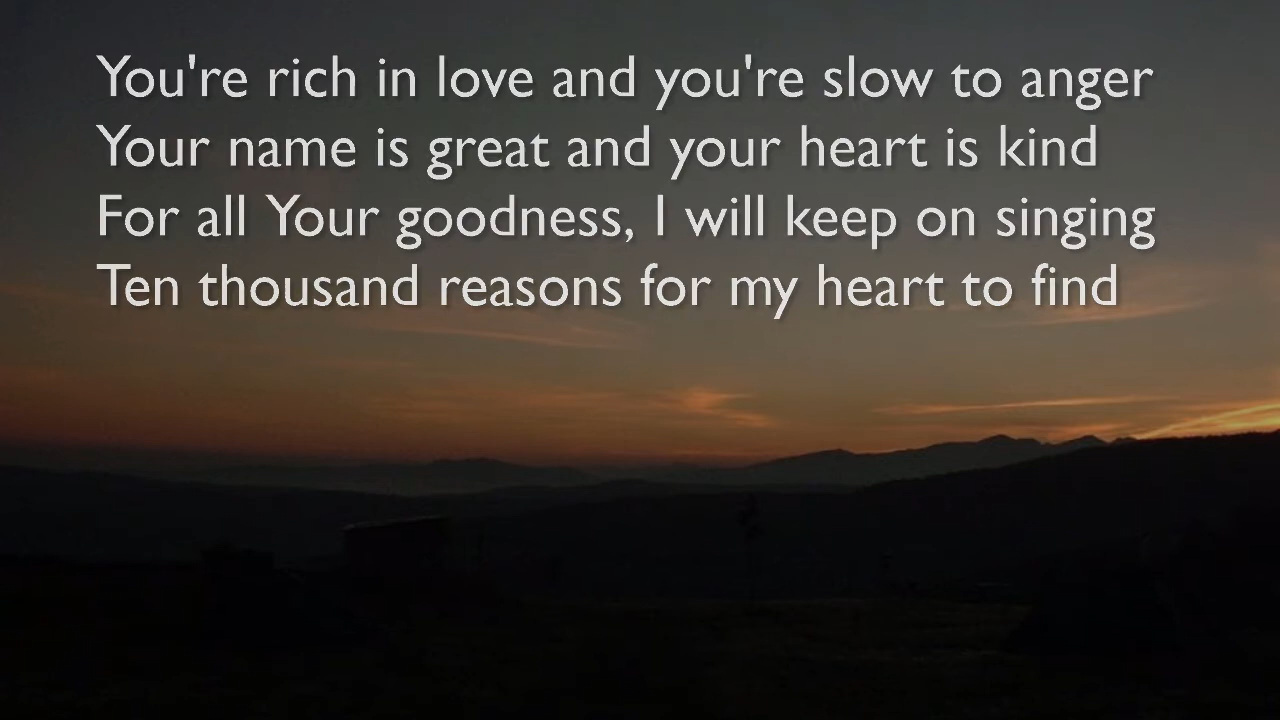 You're rich in love and you're slow to anger
Your name is great and your heart is kind
For all Your goodness, I will keep on singing
Ten thousand reasons for my heart to find